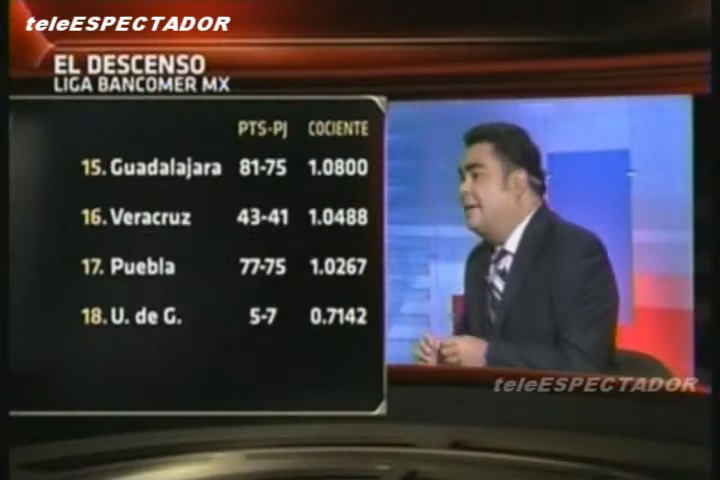 teleESPECTADOR
EL DESCENSO
LIGA BANCOMER MX
PTS-PJ COCIENTE
15. Guadalajara 81-75 1.0800
16. Veracruz 43-41 1.0488
17. Puebla 77-75 1.0267
18. U. de G. 5-7 0.7142
teleESPECTADOR